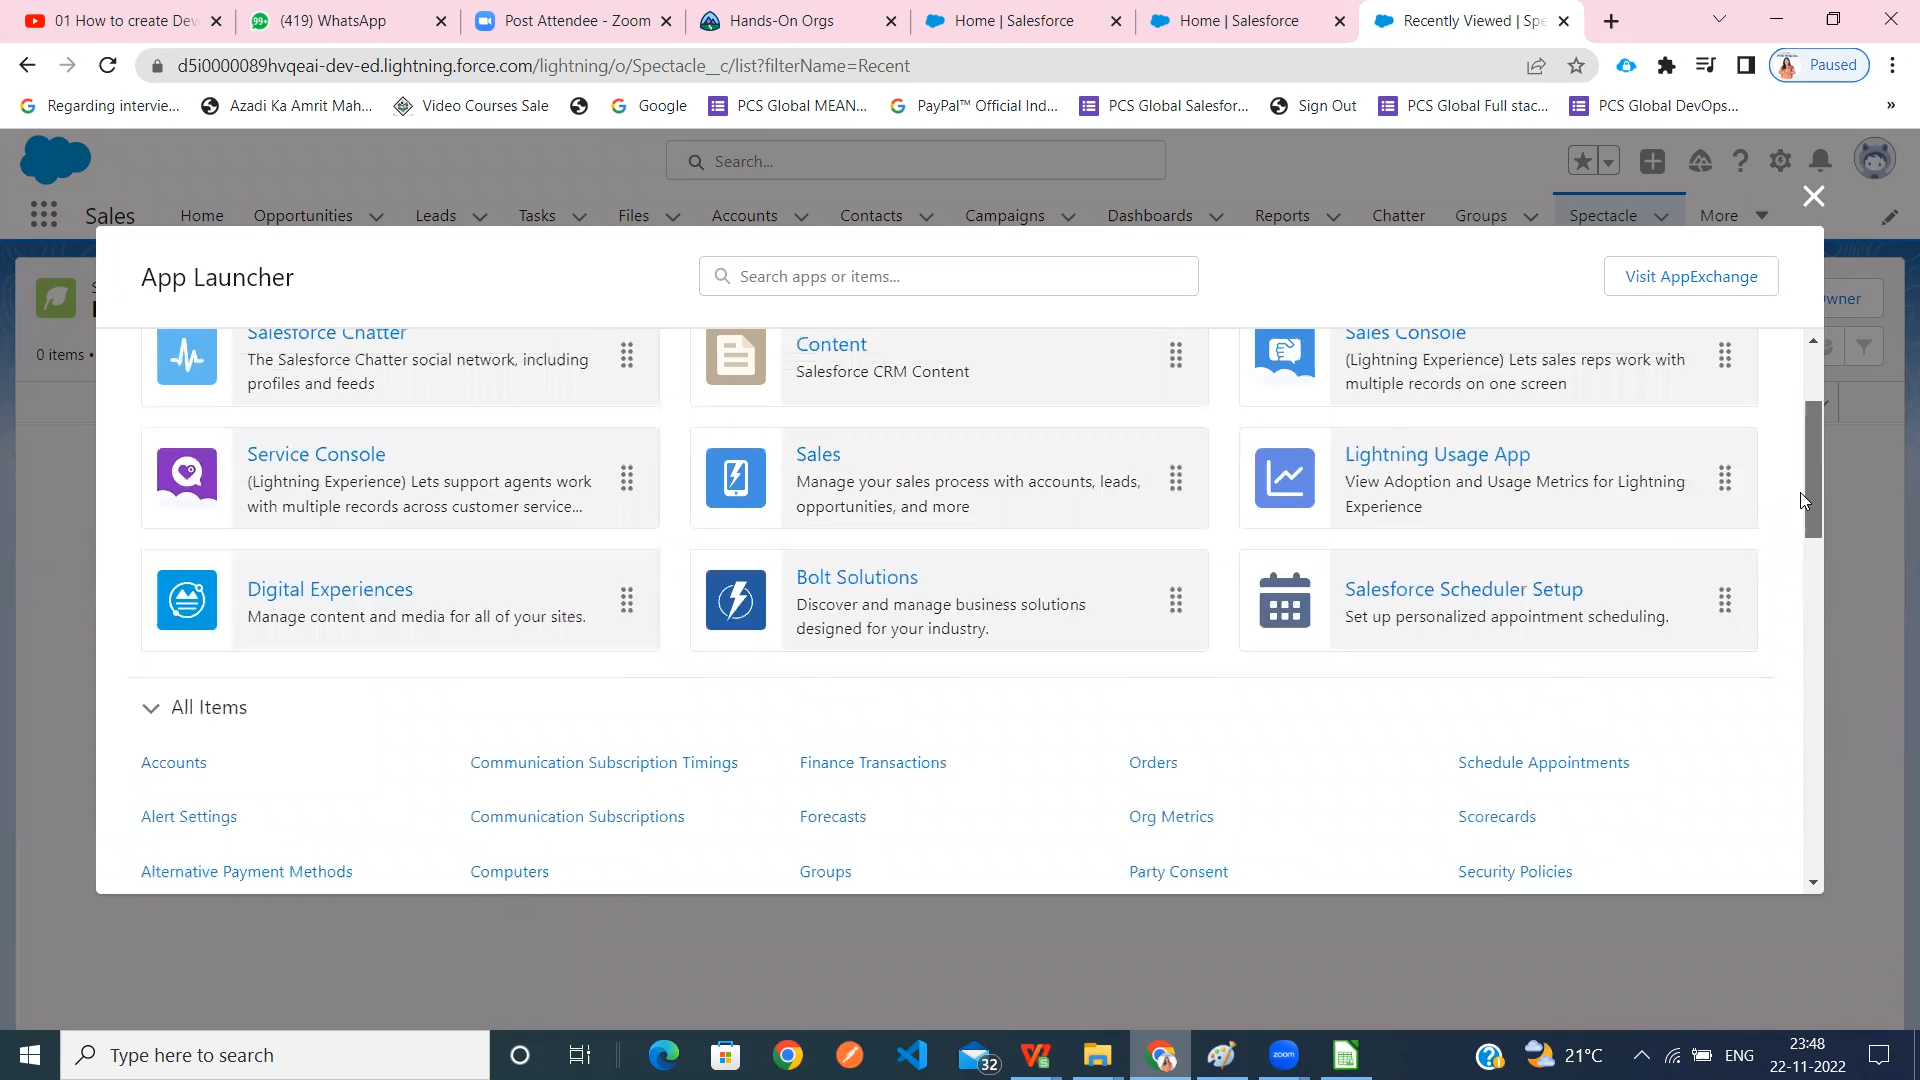 01 How to create Dev
99+ (419) WhatsApp
Post Attendee - Zoom
Hands-On Orgs
Home | Salesforce
Home | Salesforce
Recently Viewed | Spe
d5i0000089hvqeai-dev-ed.lightning.force.com/lightning/o/Spectacle__c/list?filterName=Recent
Paused
Regarding intervie...
Azadi Ka Amrit Mah...
Video Courses Sale
Google
PCS Global MEAN...
PayPal™ Official Ind...
PCS Global Salesfor...
Sign Out
PCS Global Full stac...
PCS Global DevOps...
»
Search...
Sales
Home
Opportunities
Leads
Tasks
Files
Accounts
Contacts
Campaigns
Dashboards
Reports
Chatter
Groups
Spectacle
More
App Launcher
Search apps or items...
Visit AppExchange
0 items •
Salesforce Chatter
The Salesforce Chatter social network, including
profiles and feeds
Content
Salesforce CRM Content
Sales Console
(Lightning Experience) Lets sales reps work with
multiple records on one screen
Service Console
(Lightning Experience) Lets support agents work
with multiple records across customer service...
Sales
Manage your sales process with accounts, leads,
opportunities, and more
Lightning Usage App
View Adoption and Usage Metrics for Lightning
Experience
Digital Experiences
Manage content and media for all of your sites.
Bolt Solutions
Discover and manage business solutions
designed for your industry.
Salesforce Scheduler Setup
Set up personalized appointment scheduling.
All Items
Accounts
Communication Subscription Timings
Finance Transactions
Orders
Schedule Appointments
Alert Settings
Communication Subscriptions
Forecasts
Org Metrics
Scorecards
Alternative Payment Methods
Computers
Groups
Party Consent
Security Policies
Type here to search
32
zoom
21°C
ENG
23:48
22-11-2022